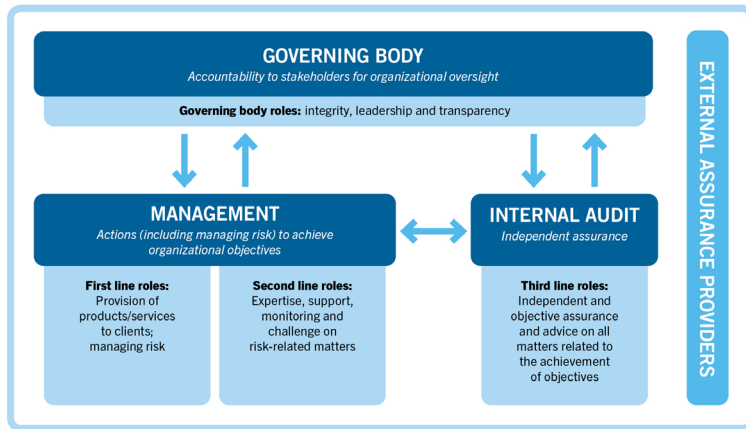 GOVERNING BODY
Accountability to stakeholders for organizational oversight
Governing body roles: integrity, leadership and transparency
MANAGEMENT
Actions (including managing risk) to achieve
organizational objectives
First line roles:
Provision of
products/services
to clients;
managing risk
Second line roles:
Expertise, support,
monitoring and
challenge on
risk-related matters
INTERNAL AUDIT
Independent assurance
Third line roles:
Independent and
objective assurance
and advice on all
matters related to
the achievement
of objectives
EXTERNAL ASSURANCE PROVIDERS